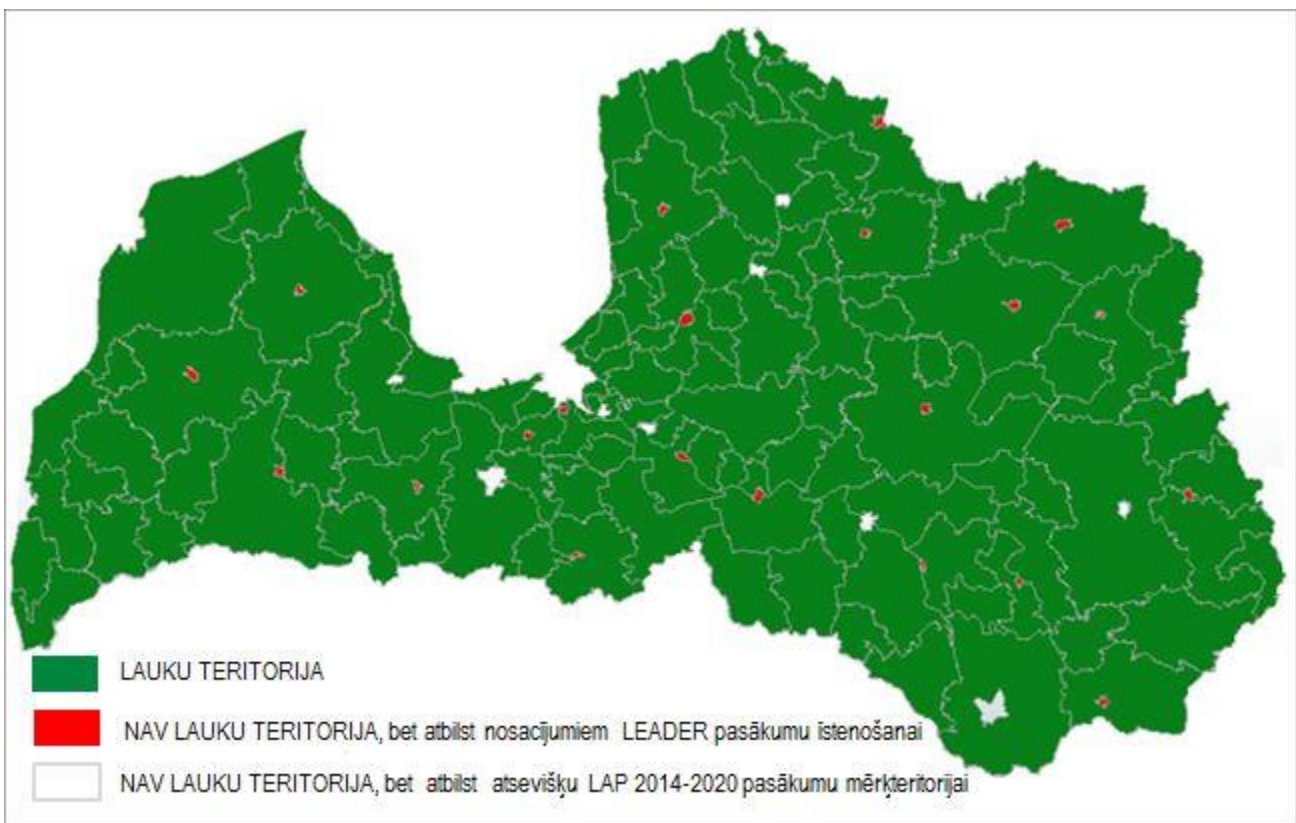 LAUKU TERITORIJA
NAV LAUKU TERITORIJA, bet atbilst nosacījumiem LEADER pasākumu īstenošanai
NAV LAUKU TERITORIJA, bet atbilst atsevišķu LAP 2014-2020 pasākumu mērķteritorijai